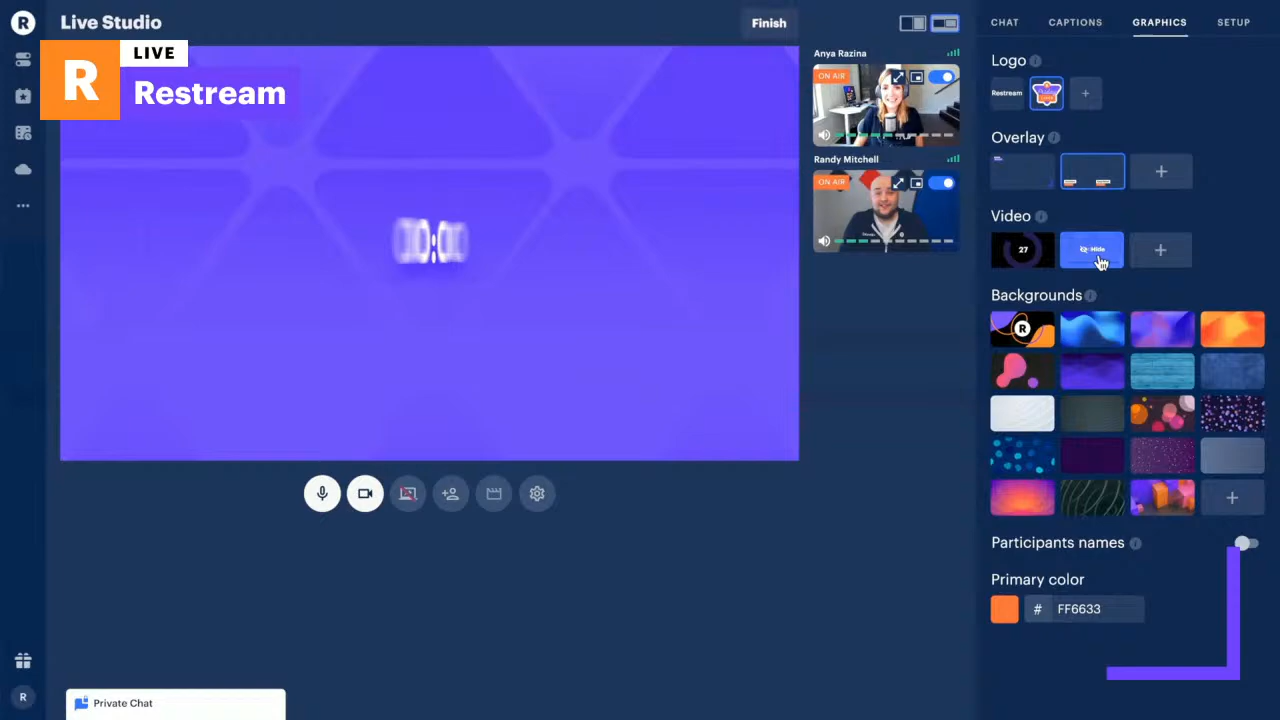 R
Live Studio
Finish
CHAT
CAPTIONS
GRAPHICS
SETUP
R
LIVE
Restream
Anya Razina
ON AIR
Randy Mitchell
ON AIR
Logo
Restream
Overlay
Video
27
Hide
Backgrounds
R
Participants names
Primary color
# FF6633
R
Private Chat